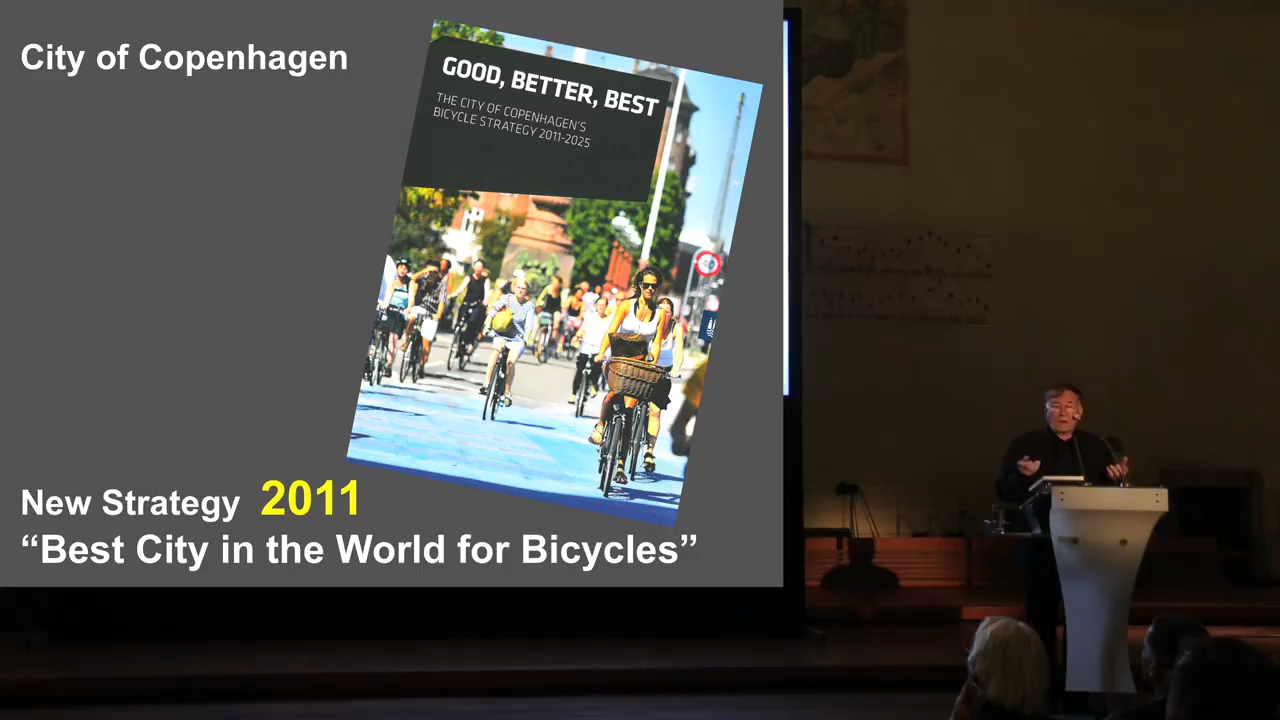 City of Copenhagen
GOOD, BETTER, BEST
THE CITY OF COPENHAGEN'S
BICYCLE STRATEGY 2011-2025
40
New Strategy 2011
“Best City in the World for Bicycles”